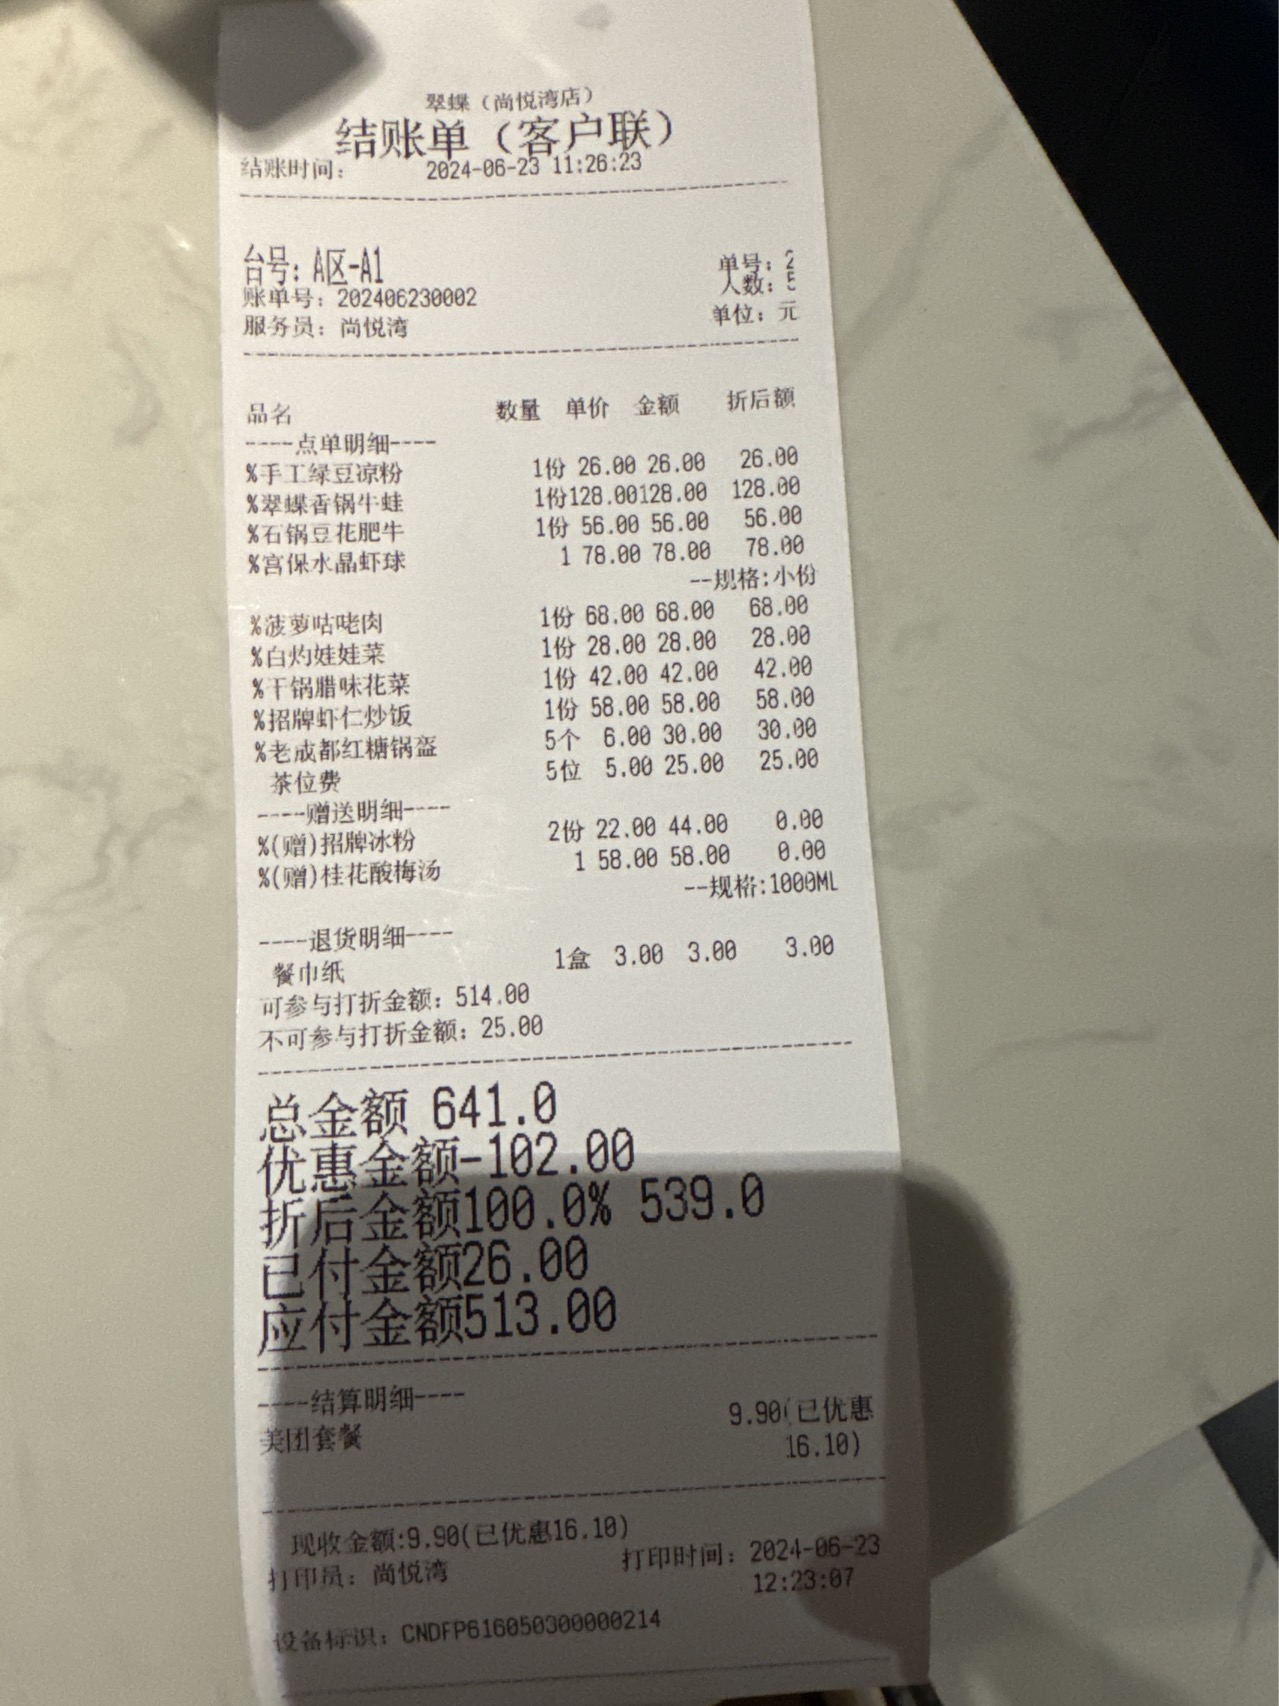 翠蝶（尚悦湾店）
结账单（客户联）
结账时间： 2024-06-23 11:26:23
台号：A区-A1
单号：2
账单号：202406230002
人数：
服务员：尚悦湾 单位：元
品名 数量 单价 金额 折后额
----点单明细----
%手工绿豆凉粉 1份 26.00 26.00 26.00
%翠蝶香锅牛蛙 1份128.00128.00 128.00
%石锅豆花肥牛 1份 56.00 56.00 56.00
%宫保水晶虾球 1 78.00 78.00 78.00
--规格:小份
%菠萝咕咾肉 1份 68.00 68.00 68.00
%白灼娃娃菜 1份 28.00 28.00 28.00
%干锅腊味花菜 1份 42.00 42.00 42.00
%招牌虾仁炒饭 1份 58.00 58.00 58.00
%老成都红糖锅盔 5个 6.00 30.00 30.00
茶位费 5位 5.00 25.00 25.00
----赠送明细----
%(赠)招牌冰粉 2份 22.00 44.00 0.00
%(赠)桂花酸梅汤 1 58.00 58.00 0.00
--规格:1000ML
----退货明细----
餐巾纸 1盒 3.00 3.00 3.00
可参与打折金额：514.00
不可参与打折金额：25.00
总金额 641.0
优惠金额-102.00
折后金额100.0% 539.0
已付金额26.00
应付金额513.00
----结算明细----
美团套餐 9.90(已优惠
16.10)
现收金额:9.90(已优惠16.10)
打印员：尚悦湾 打印时间：2024-06-23
12:23:07
设备标识：CNDFP616050300000214